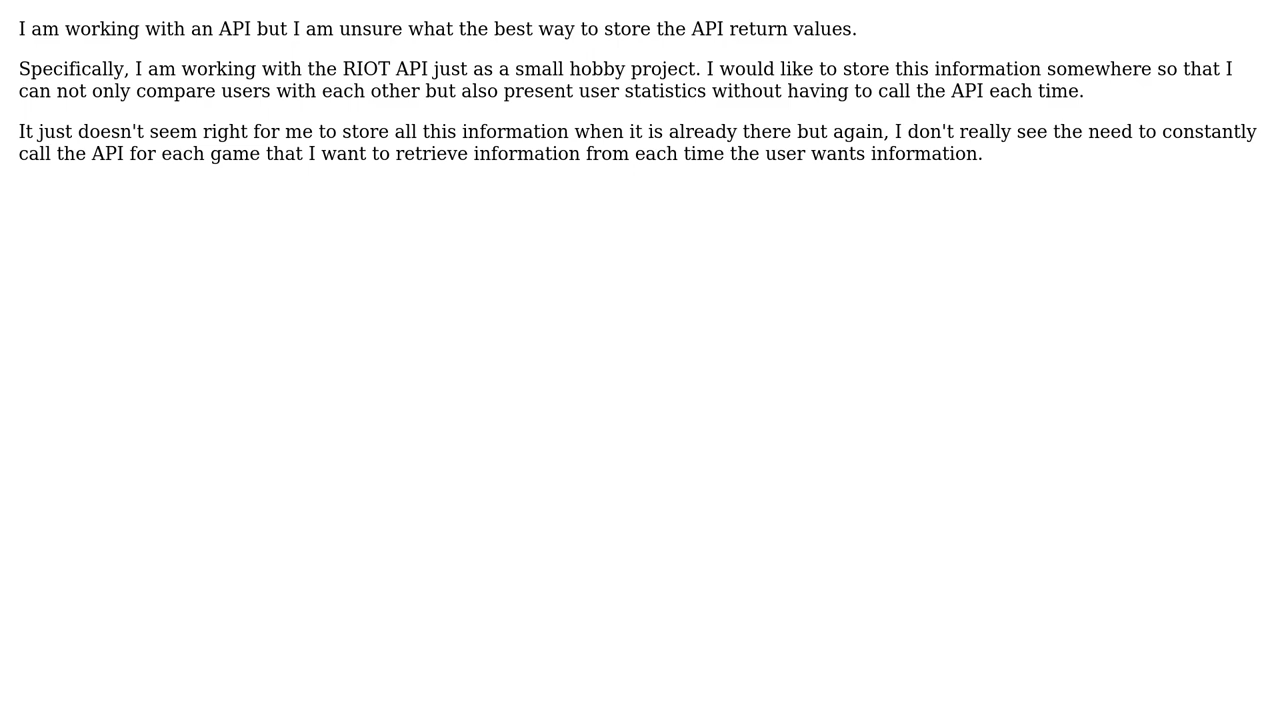 I am working with an API but I am unsure what the best way to store the API return values.
Specifically, I am working with the RIOT API just as a small hobby project. I would like to store this information somewhere so that I
can not only compare users with each other but also present user statistics without having to call the API each time.
It just doesn't seem right for me to store all this information when it is already there but again, I don't really see the need to constantly
call the API for each game that I want to retrieve information from each time the user wants information.